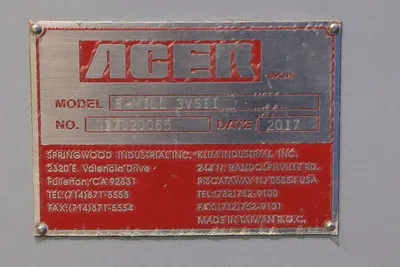 ACER
MODEL E-MILL 3VSII
NO. DATE 2017
SPRINGWOOD INDUSTRIAL INC. KLIM INDUSTRIAL INC.
2320 E. Valencia Drive 244 N. RANDOLPHVILLE RD.
Fullerton, CA 92831 PISCATAWAY NJ 08854 USA
TEL:(714)871-5558 TEL:(732)752-9100
FAX:(714)871-5554 FAX:(732)752-9101
MADE IN TAIWAN R.O.C.